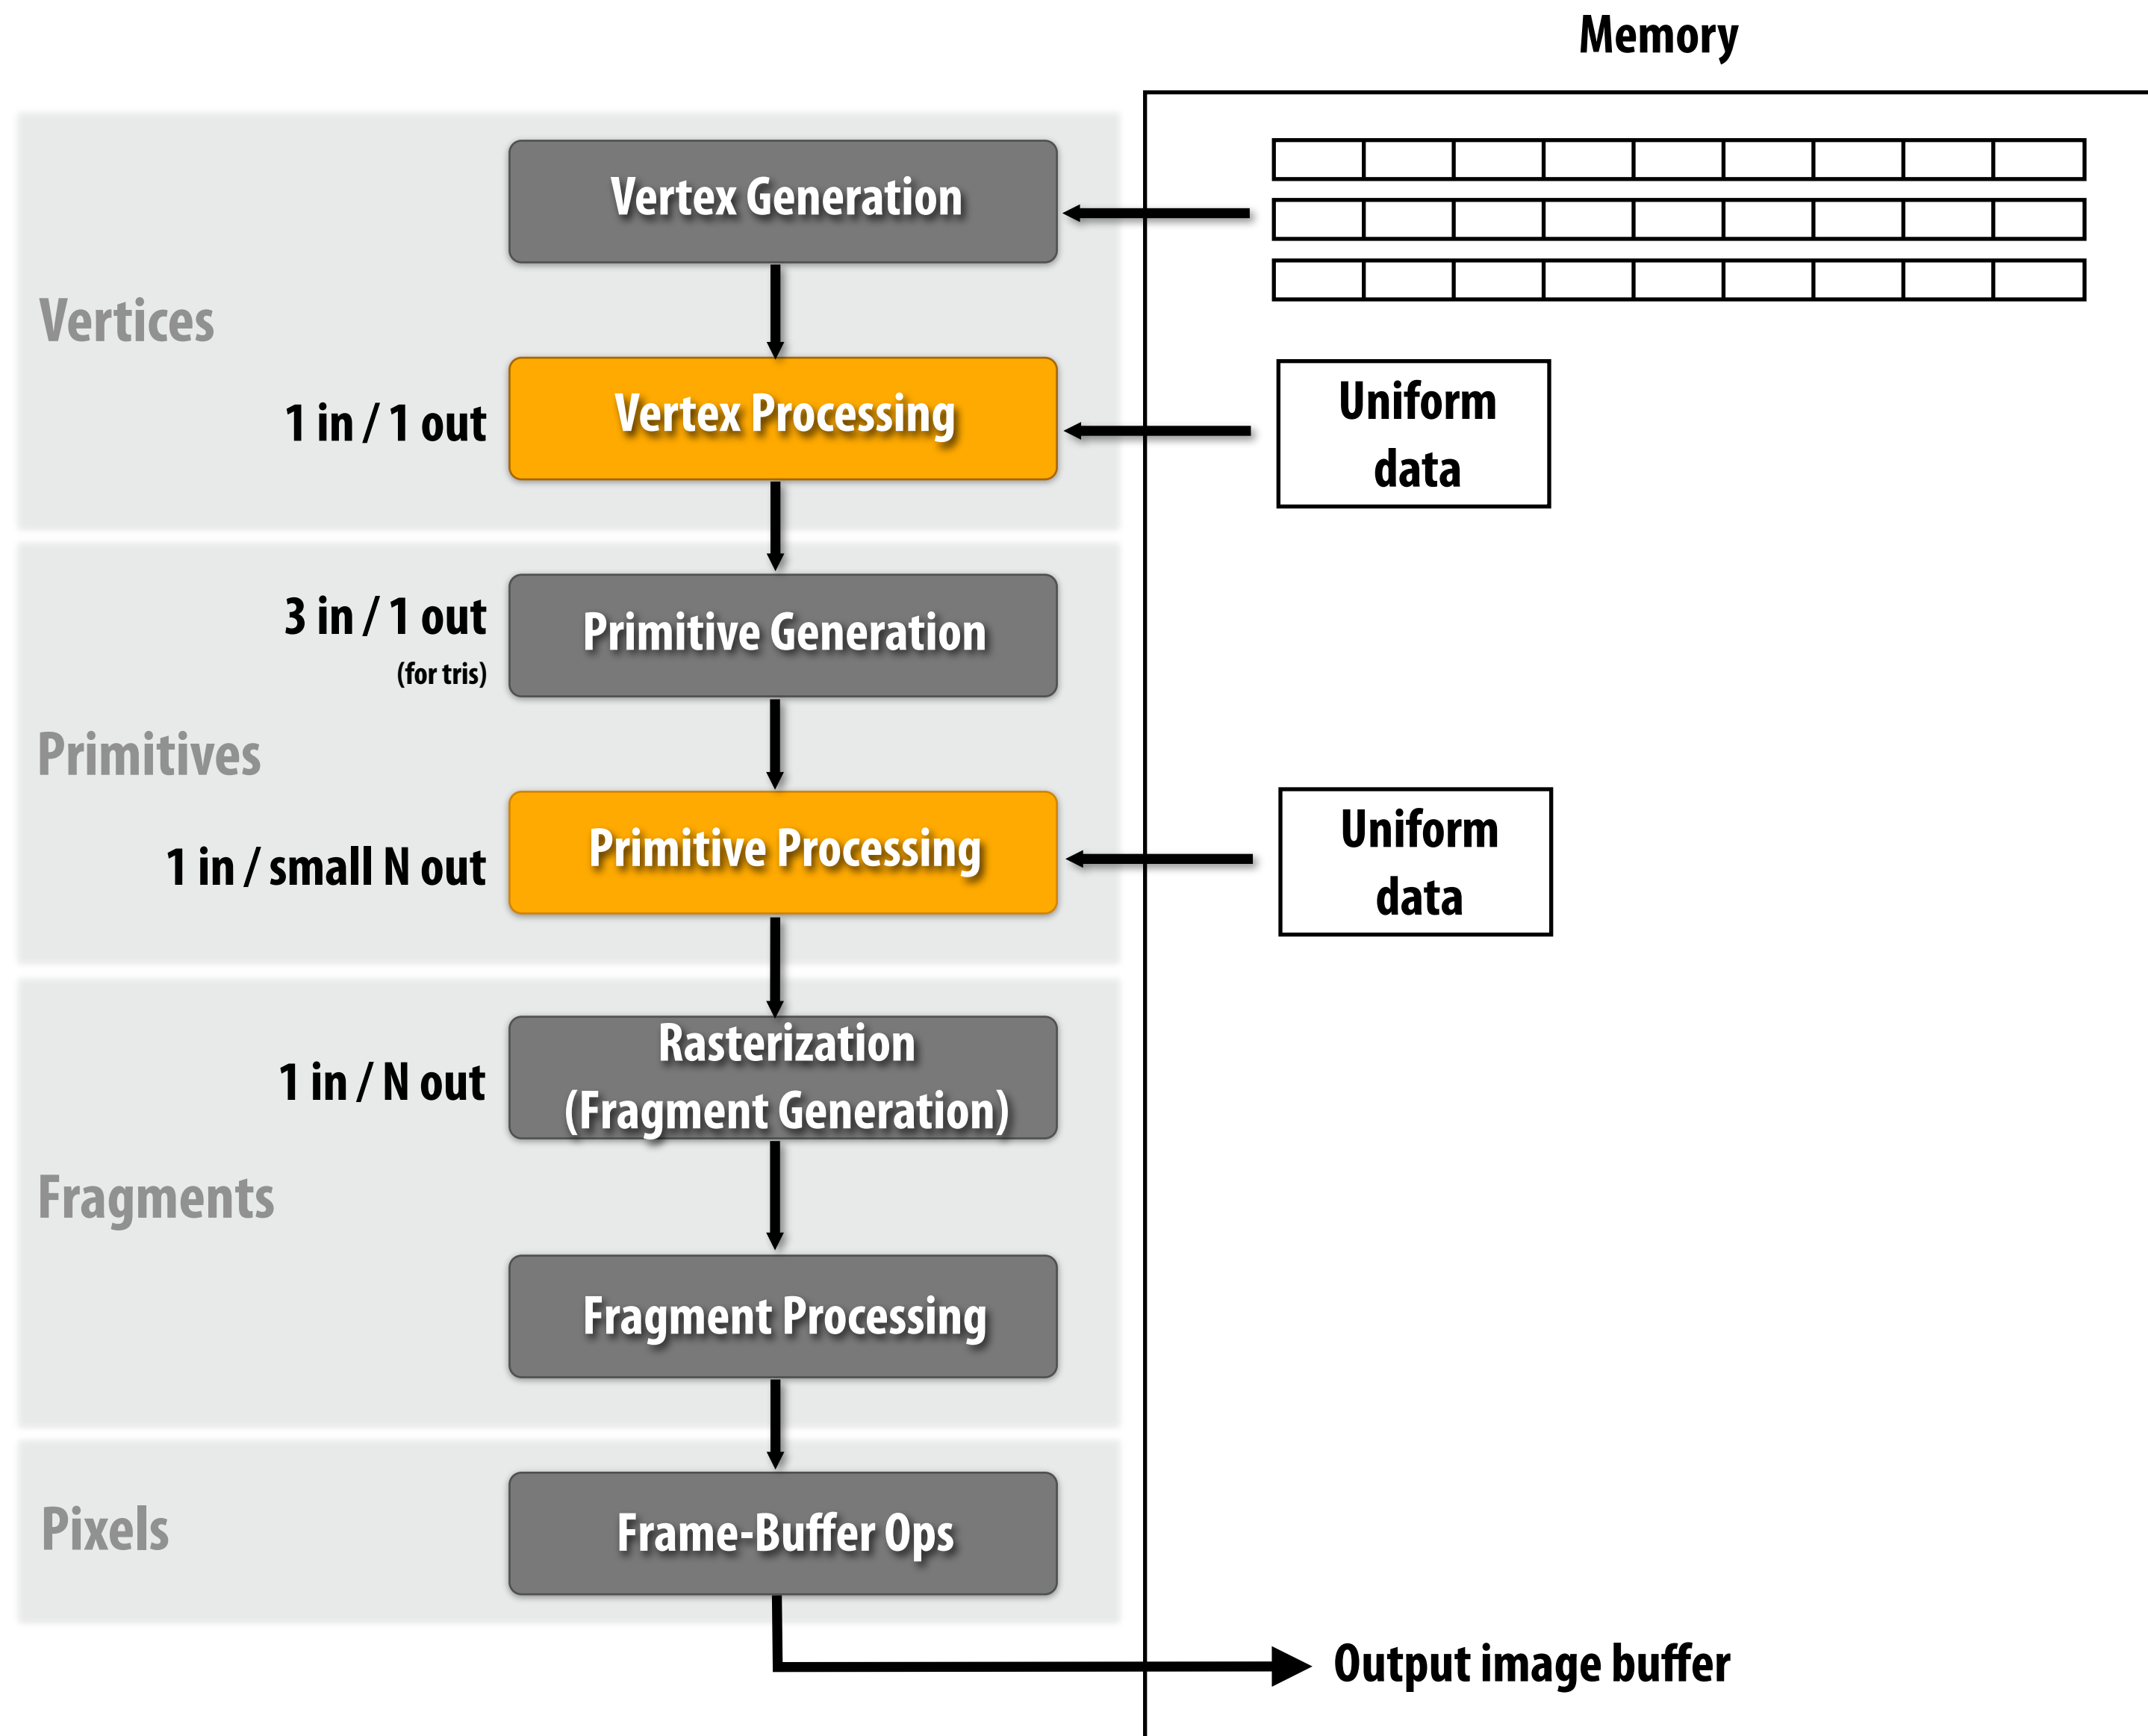 Memory
Vertex Generation
Vertices
1 in / 1 out
Vertex Processing
Uniform
data
3 in / 1 out
(for tris)
Primitive Generation
Primitives
1 in / small N out
Primitive Processing
Uniform
data
1 in / N out
Rasterization
(Fragment Generation)
Fragments
Fragment Processing
Pixels
Frame-Buffer Ops
Output image buffer